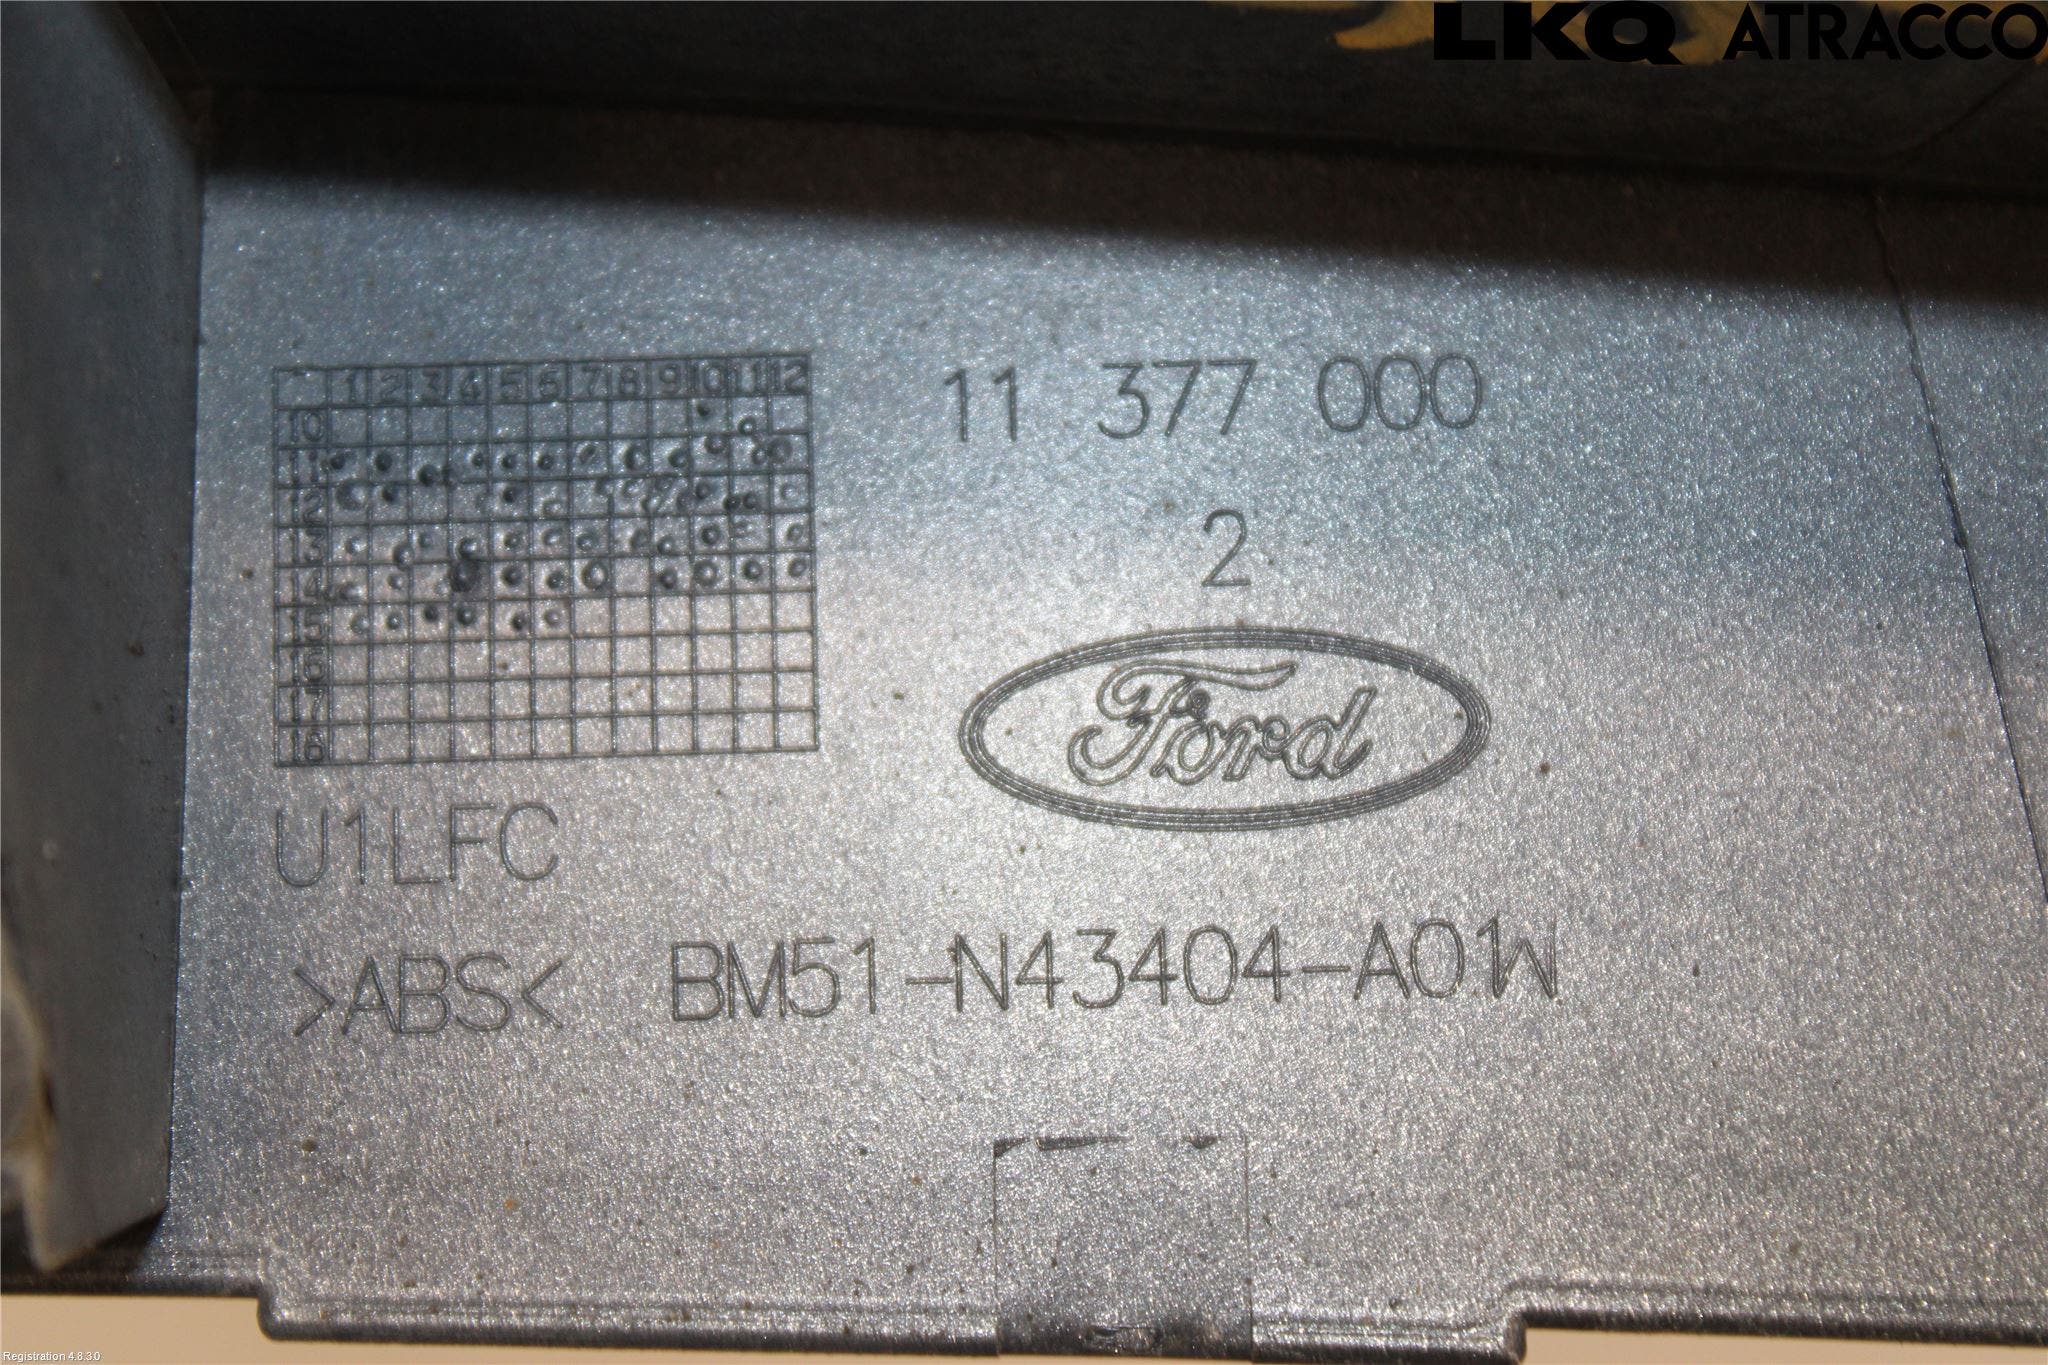 LKQ ATRACCO
1 2 3 4 5 6 7 8 9 10 11 12
10
11
12
13
14
15
16
17
18
11 377 000
2
Ford
U1LFC
>ABS< BM51-N43404-A01W
Registration 4.8.3.0